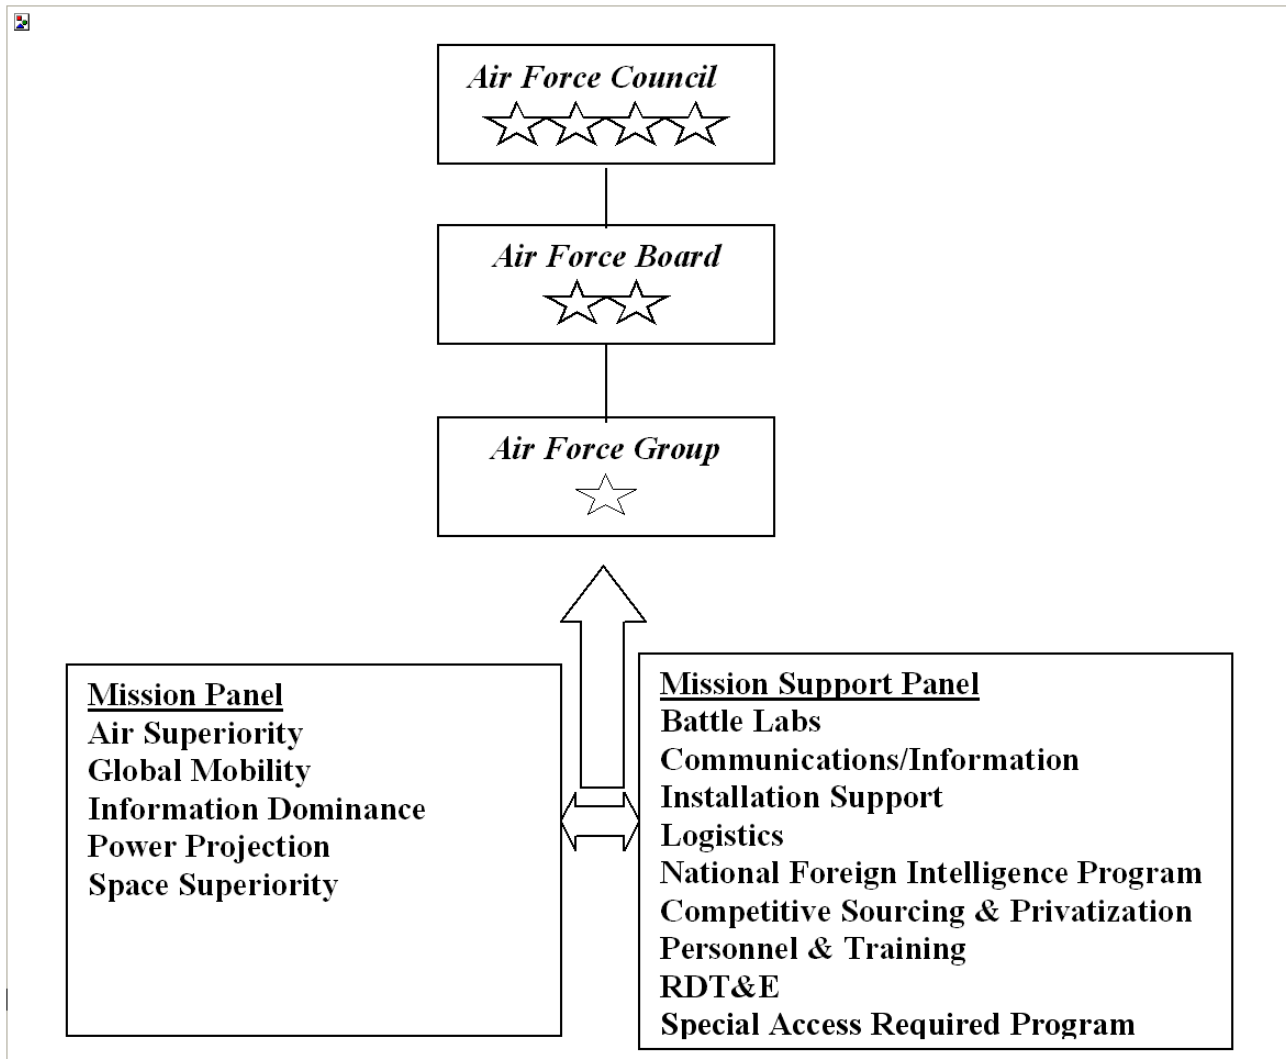 Air Force Council
Air Force Board
Air Force Group
Mission Panel
Air Superiority
Global Mobility
Information Dominance
Power Projection
Space Superiority
Mission Support Panel
Battle Labs
Communications/Information
Installation Support
Logistics
National Foreign Intelligence Program
Competitive Sourcing & Privatization
Personnel & Training
RDT&E
Special Access Required Program